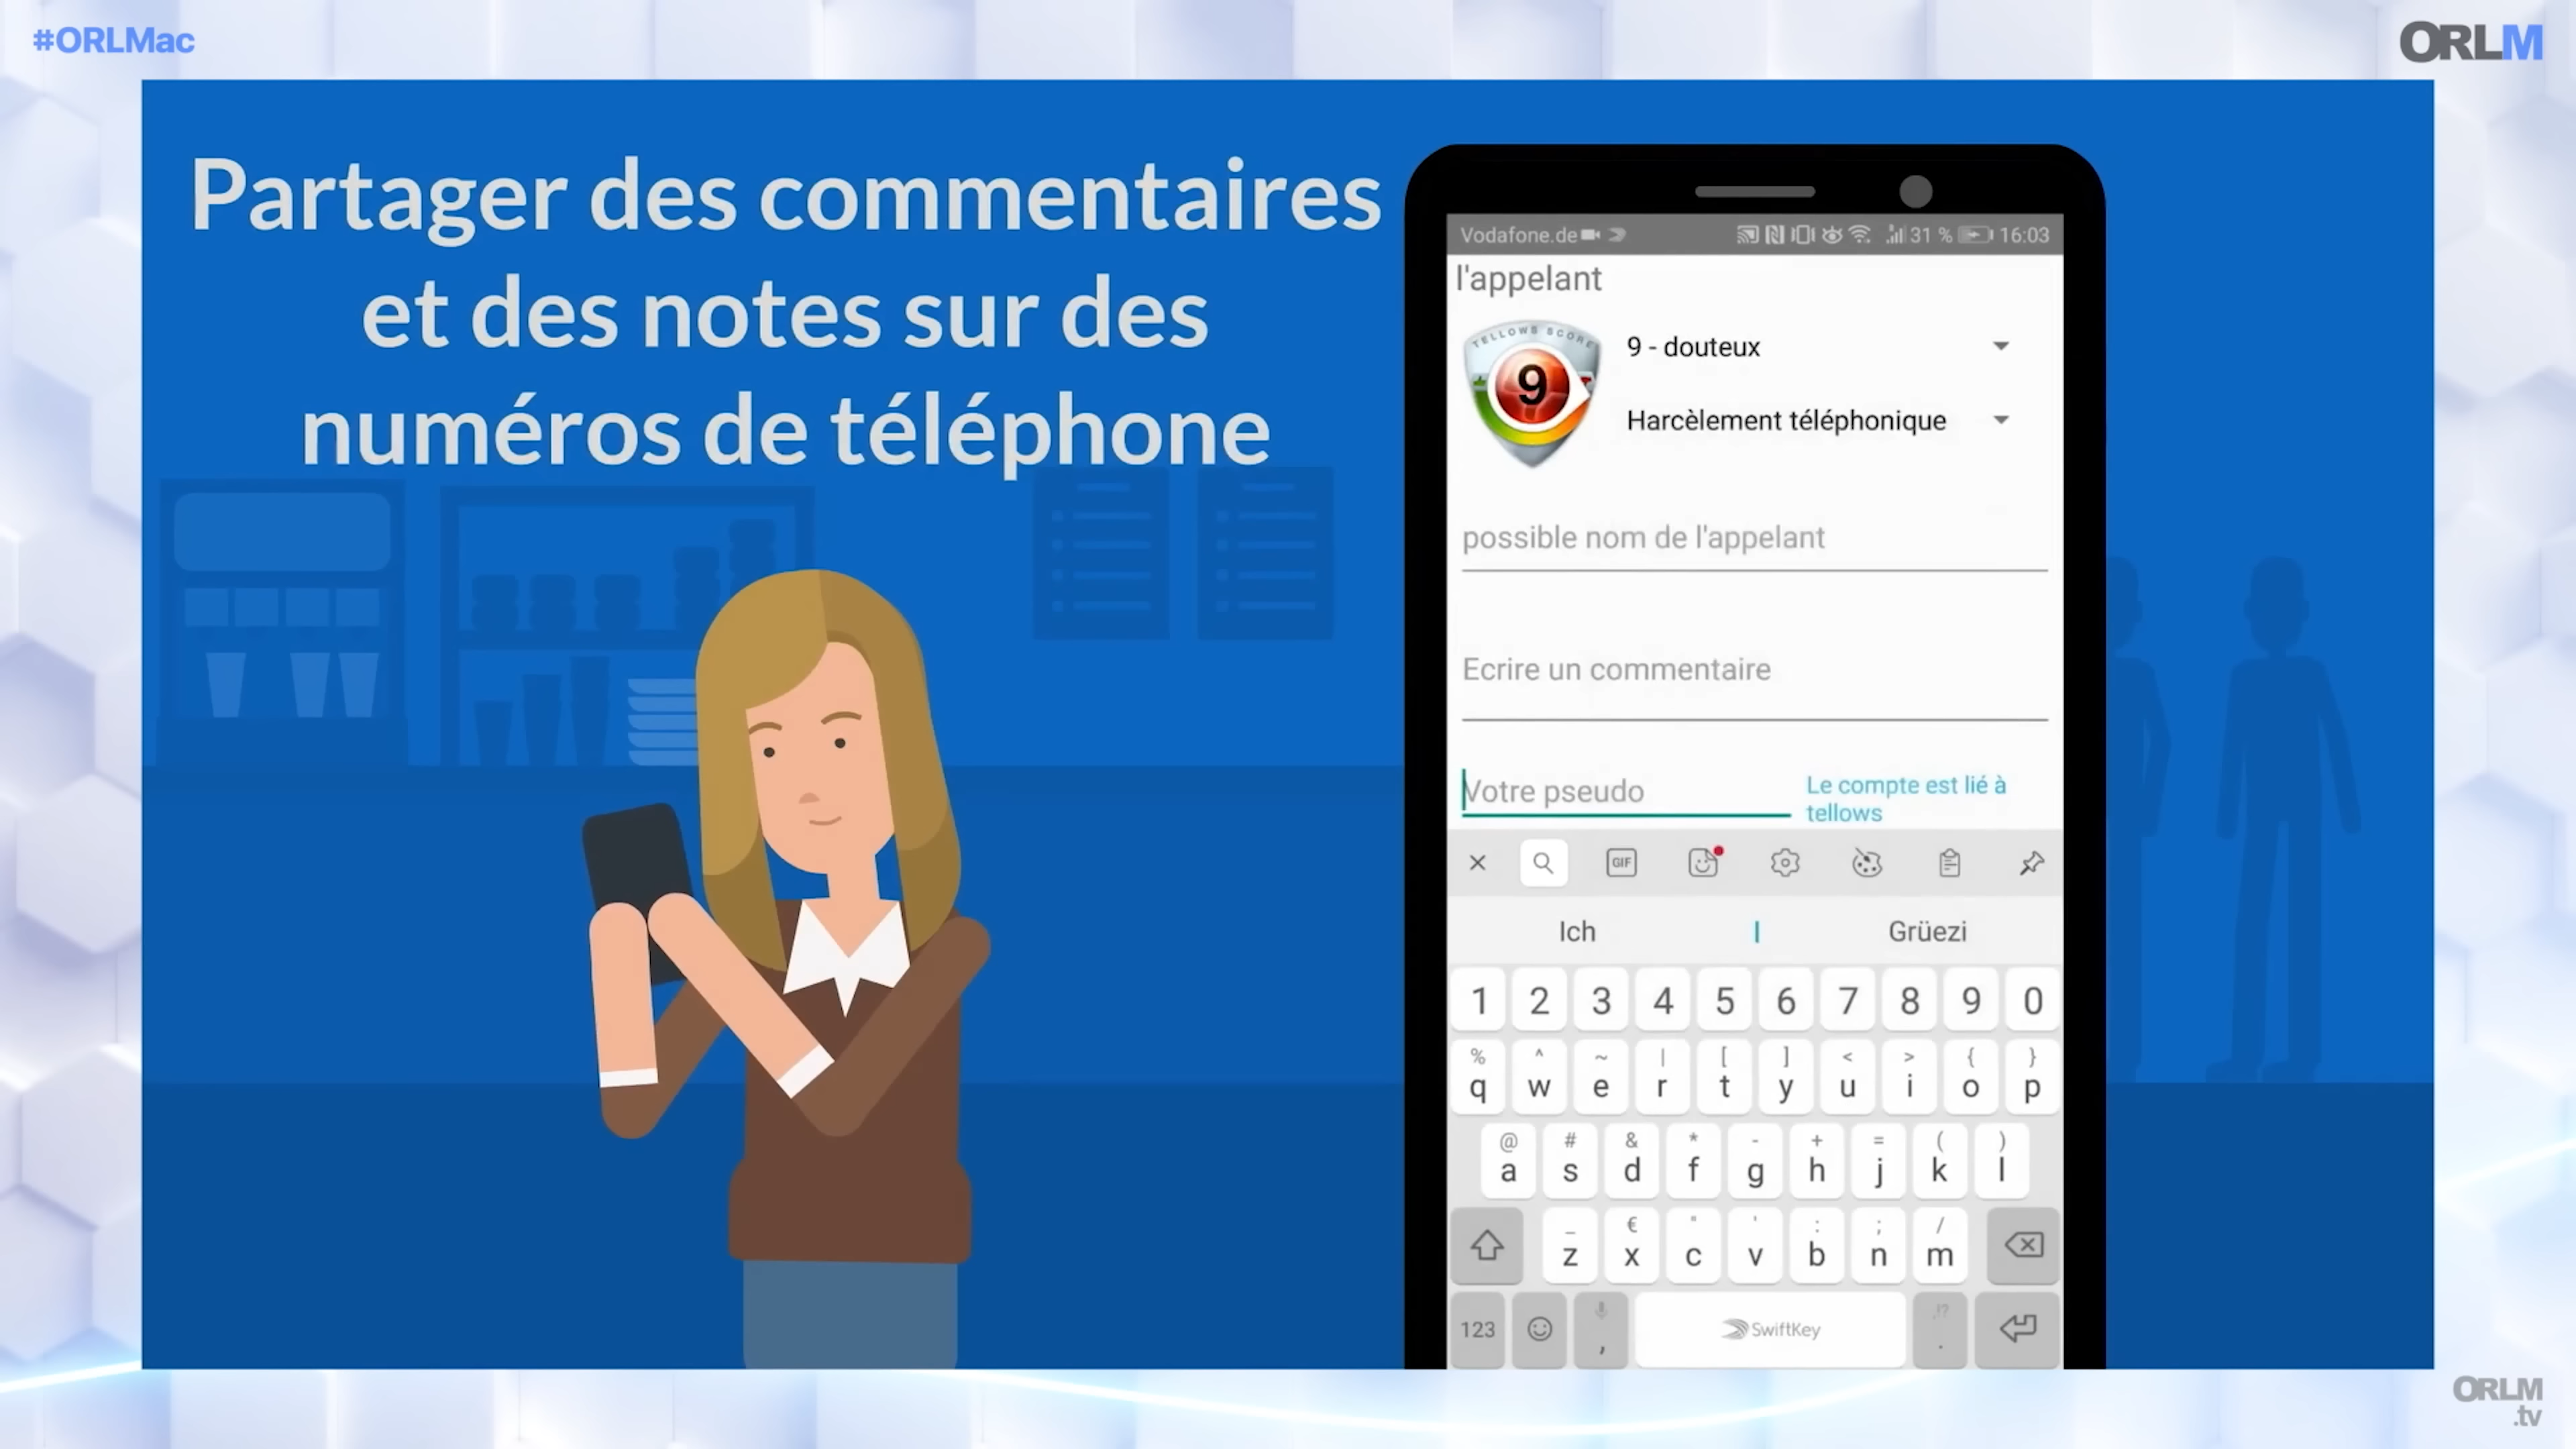 #ORLMac
ORLM
Partager des commentaires
et des notes sur des
numéros de téléphone
Vodafone.de
31 %
16:03
l'appelant
TELLOWS SCORE
9
9 - douteux
Harcèlement téléphonique
possible nom de l'appelant
Ecrire un commentaire
Votre pseudo
Le compte est lié à
tellows
GIF
Ich
I
Grüezi
1 2 3 4 5 6 7 8 9 0
% ^ ~ | [ ] < > { }
q w e r t y u i o p
@ # & * - + = ( )
a s d f g h j k l
_ € " ' : ; /
z x c v b n m
123
,
SwiftKey
,!?
.
ORLM
.tv